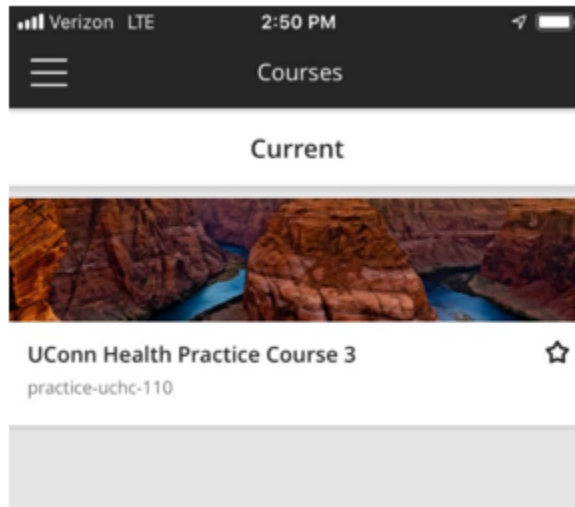 Verizon LTE 2:50 PM
Courses
Current
UConn Health Practice Course 3
practice-uchc-110